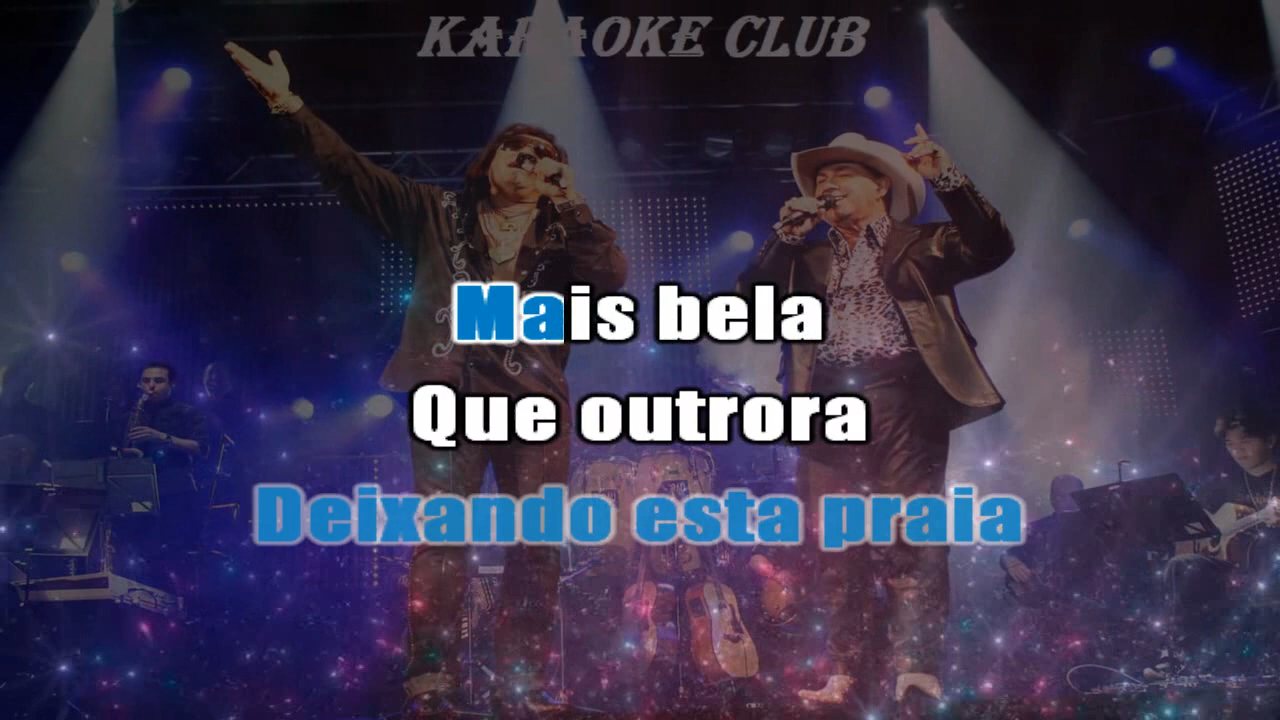 KARAOKE CLUB
Mais bela
Que outrora
Deixando esta praia